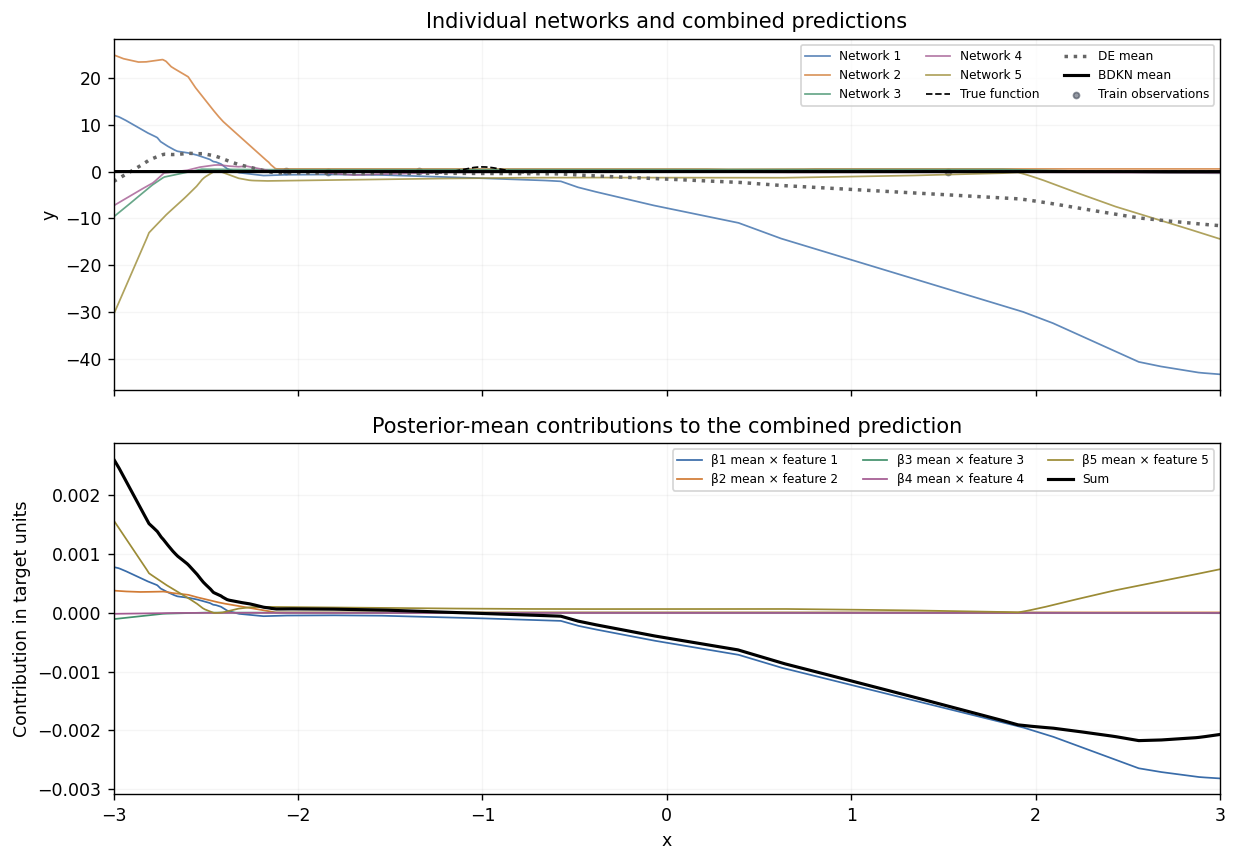 Individual networks and combined predictions
Network 1
Network 2
Network 3
Network 4
Network 5
True function
DE mean
BDKN mean
Train observations
20
10
0
−10
−20
−30
−40
y
Posterior-mean contributions to the combined prediction
β1 mean × feature 1
β2 mean × feature 2
β3 mean × feature 3
β4 mean × feature 4
β5 mean × feature 5
Sum
0.002
0.001
0.000
−0.001
−0.002
−0.003
Contribution in target units
−3
−2
−1
0
1
2
3
x